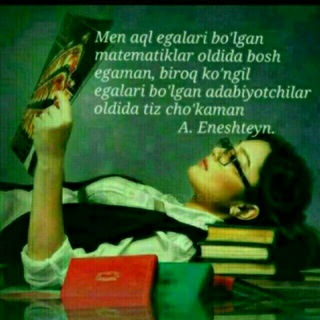 Men aql egalari bo'lgan
matematiklar oldida bosh
egaman, biroq ko'ngil
egalari bo'lgan adabiyotchilar
oldida tiz cho'kaman
A. Eneshteyn.